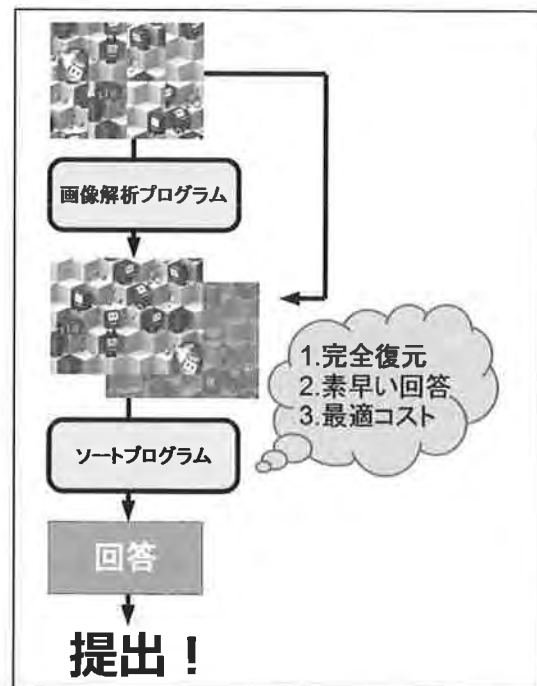 画像解析プログラム
1.完全復元
2.素早い回答
3.最適コスト
ソートプログラム
回答
提出！